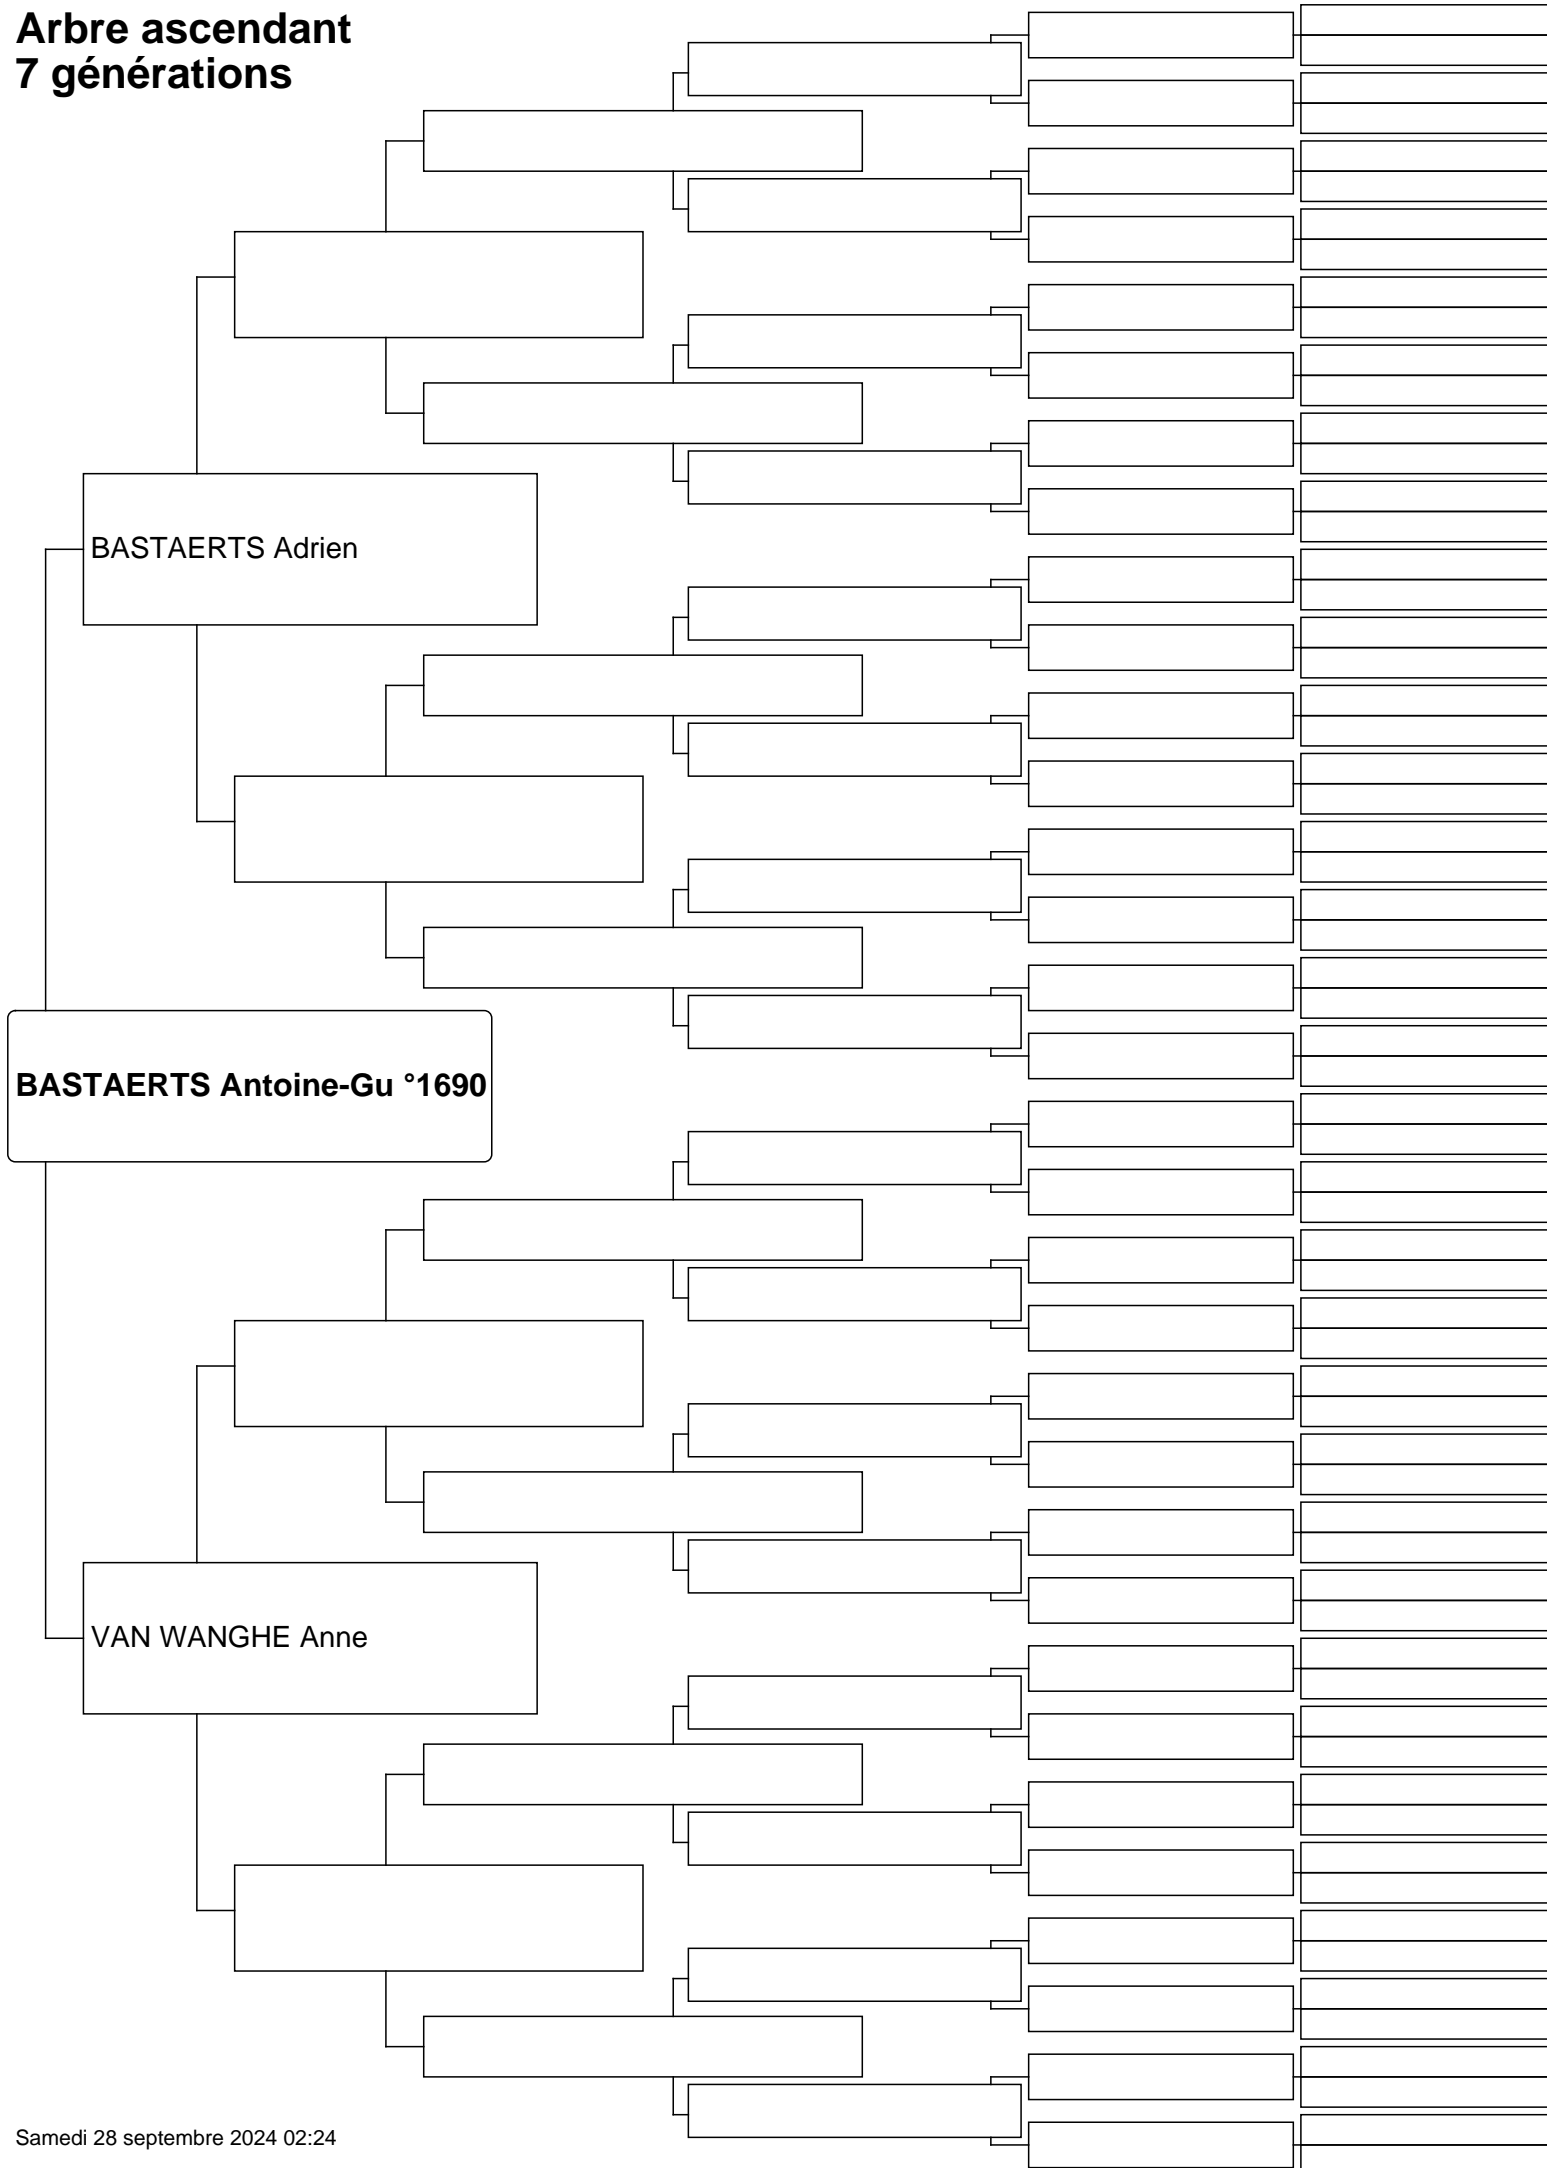 Arbre ascendant
7 générations
BASTAERTS Adrien
BASTAERTS Antoine-Gu °1690
VAN WANGHE Anne
Samedi 28 septembre 2024 02:24